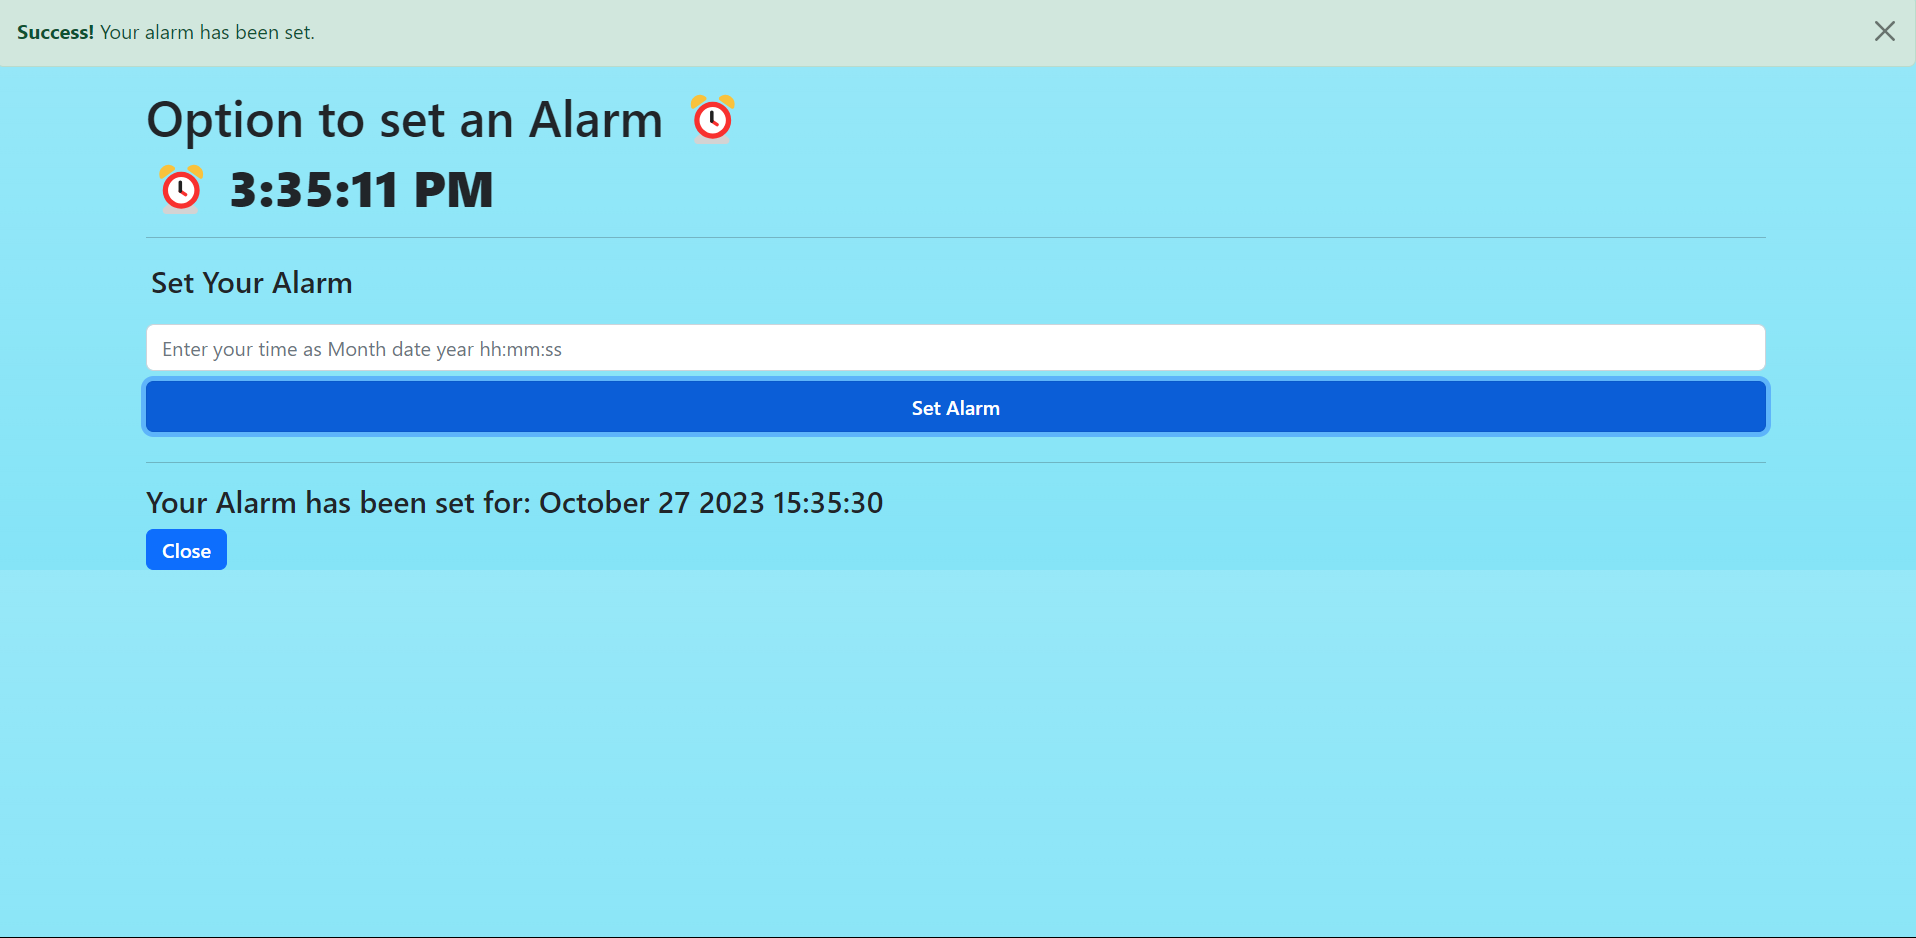 Success! Your alarm has been set.
Option to set an Alarm
3:35:11 PM
Set Your Alarm
Enter your time as Month date year hh:mm:ss
Set Alarm
Your Alarm has been set for: October 27 2023 15:35:30
Close